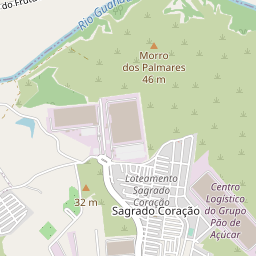 do Fruta
Rio Guandu
Morro
dos Palmares
46 m
Loteamento
Sagrado
Coração
32 m
Sagrado Coração
Centro
Logístico
do Grupo
Pão de
Açúcar